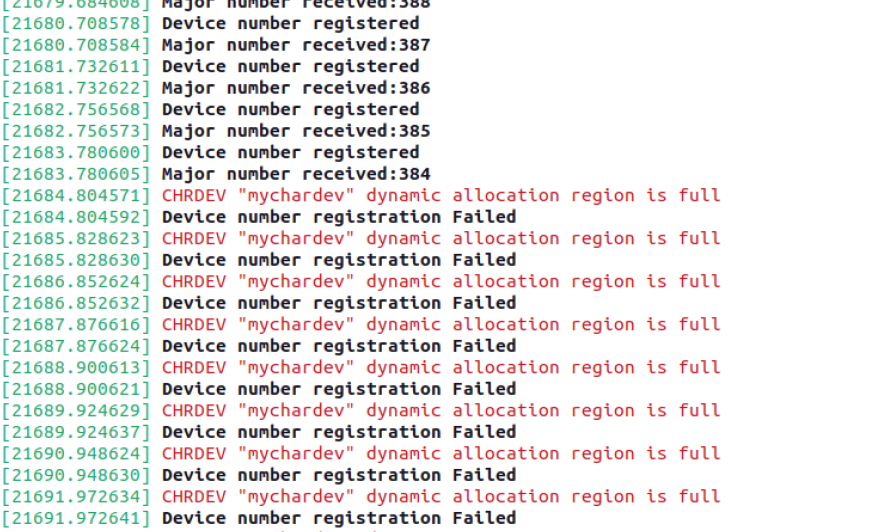 [21679.684608] Major number received:388
[21680.708578] Device number registered
[21680.708584] Major number received:387
[21681.732611] Device number registered
[21681.732622] Major number received:386
[21682.756568] Device number registered
[21682.756573] Major number received:385
[21683.780600] Device number registered
[21683.780605] Major number received:384
[21684.804571] CHRDEV "mychardev" dynamic allocation region is full
[21684.804592] Device number registration Failed
[21685.828623] CHRDEV "mychardev" dynamic allocation region is full
[21685.828630] Device number registration Failed
[21686.852624] CHRDEV "mychardev" dynamic allocation region is full
[21686.852632] Device number registration Failed
[21687.876616] CHRDEV "mychardev" dynamic allocation region is full
[21687.876624] Device number registration Failed
[21688.900613] CHRDEV "mychardev" dynamic allocation region is full
[21688.900621] Device number registration Failed
[21689.924629] CHRDEV "mychardev" dynamic allocation region is full
[21689.924637] Device number registration Failed
[21690.948624] CHRDEV "mychardev" dynamic allocation region is full
[21690.948630] Device number registration Failed
[21691.972634] CHRDEV "mychardev" dynamic allocation region is full
[21691.972641] Device number registration Failed